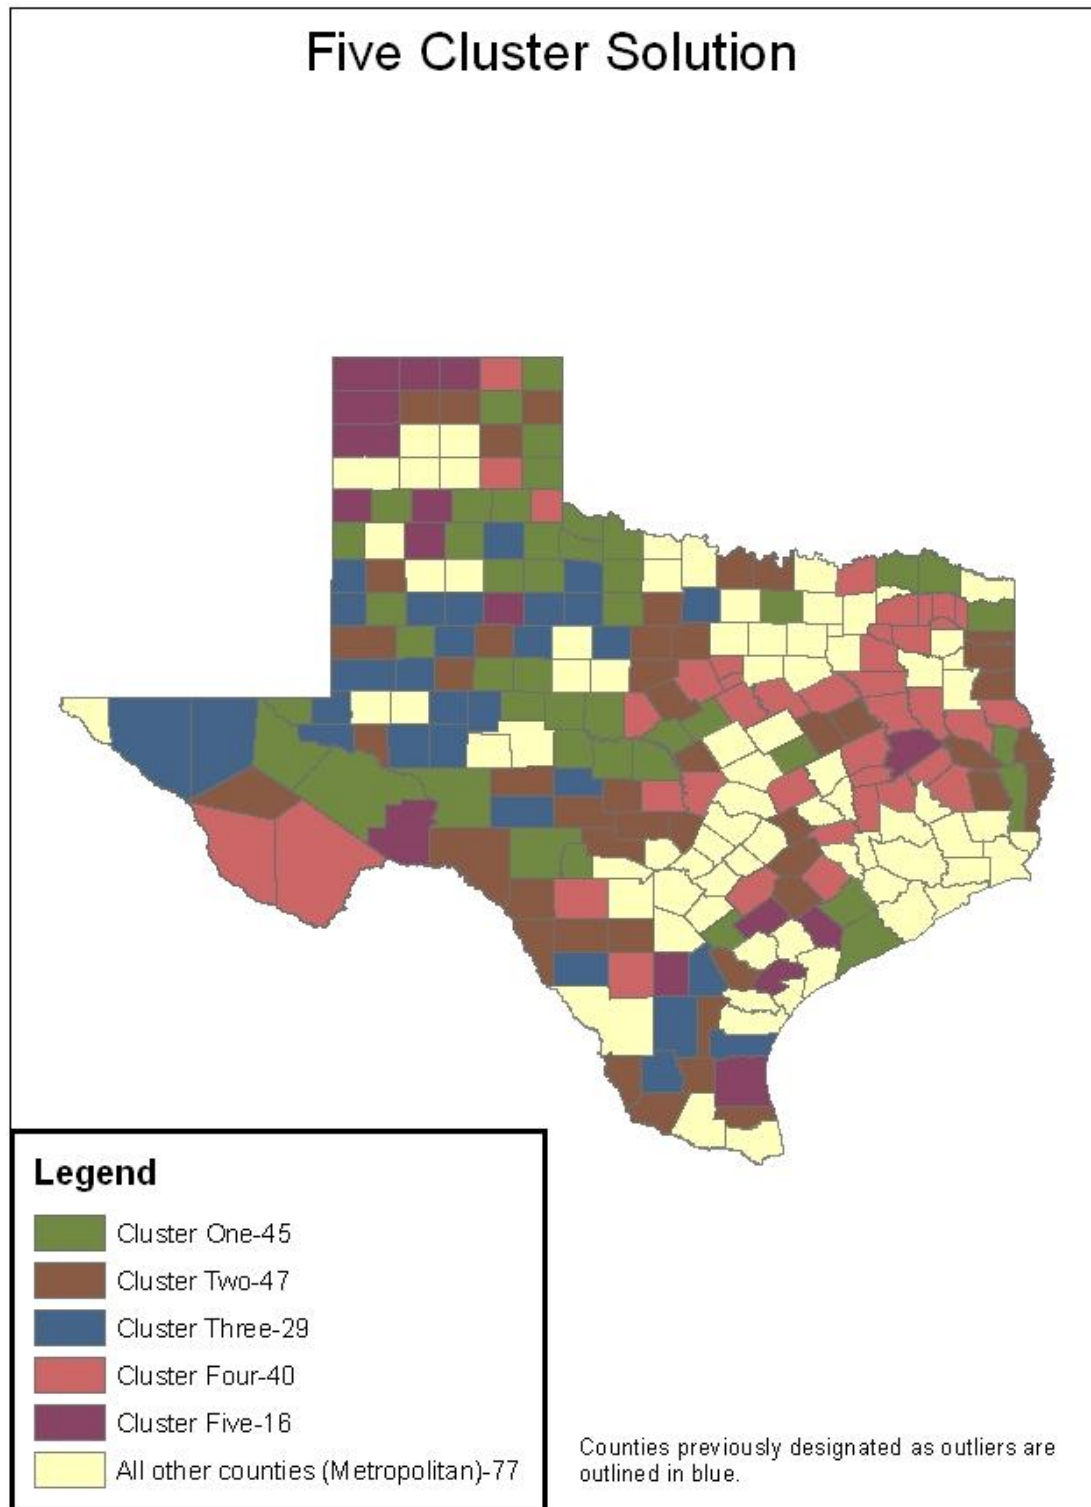 Five Cluster Solution
Legend
Cluster One-45
Cluster Two-47
Cluster Three-29
Cluster Four-40
Cluster Five-16
All other counties (Metropolitan)-77
Counties previously designated as outliers are
outlined in blue.